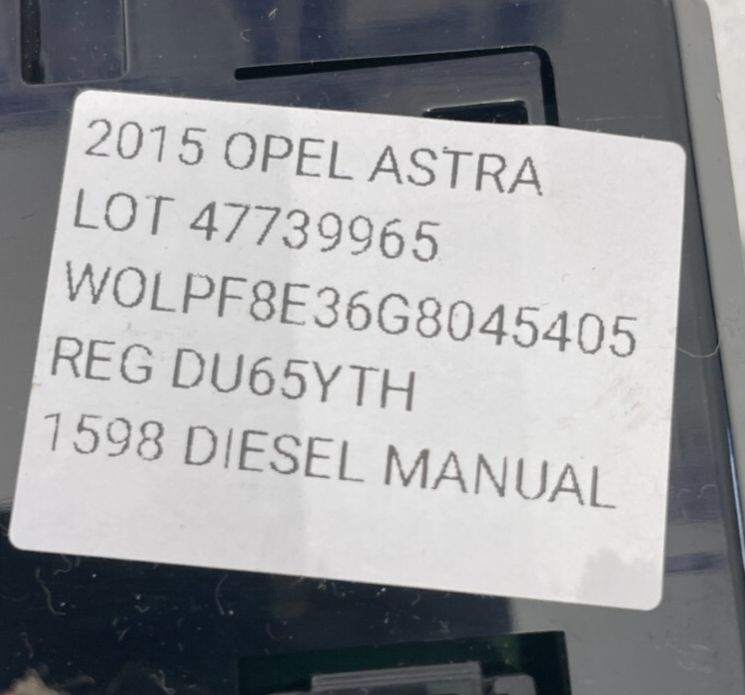 2015 OPEL ASTRA
LOT 47739965
WOLPF8E36G8045405
REG DU65YTH
1598 DIESEL MANUAL